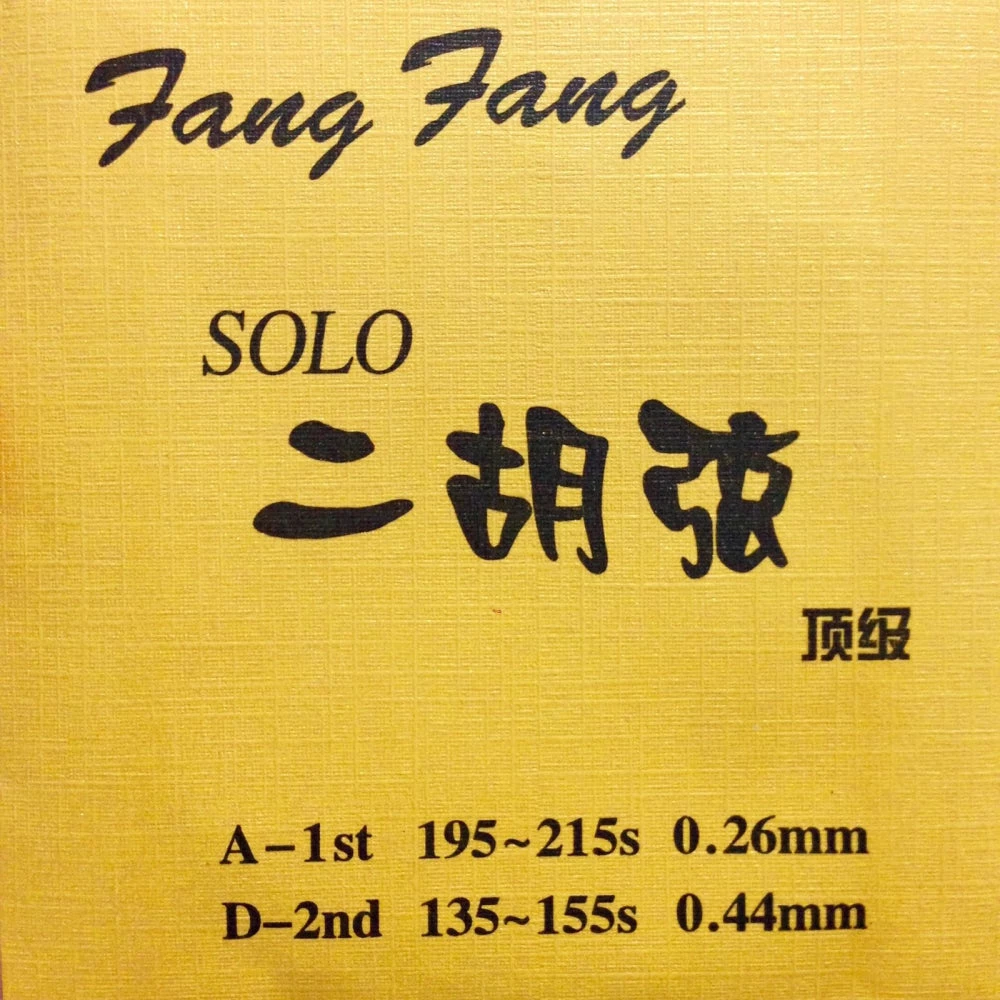 Fang Fang
SOLO
二胡弦
顶级
A-1st 195~215s 0.26mm
D-2nd 135~155s 0.44mm